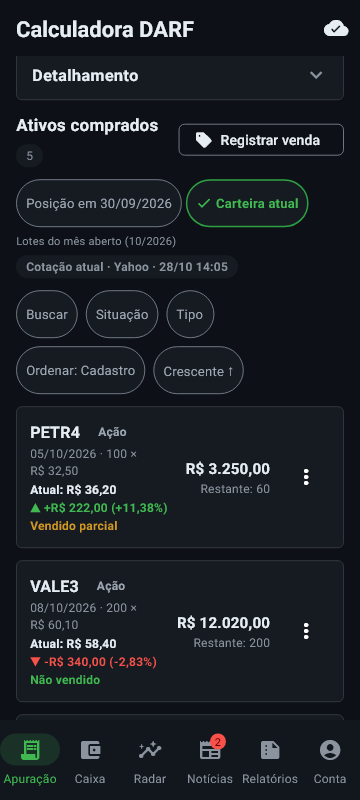 Calculadora DARF
Detalhamento
Ativos comprados
Registrar venda
5
Posição em 30/09/2026
Carteira atual
Lotes do mês aberto (10/2026)
Cotação atual · Yahoo · 28/10 14:05
Buscar
Situação
Tipo
Ordenar: Cadastro
Crescente ↑
PETR4 Ação
05/10/2026 · 100 ×
R$ 32,50
Atual: R$ 36,20
▲ +R$ 222,00 (+11,38%)
Vendido parcial
R$ 3.250,00
Restante: 60
VALE3 Ação
08/10/2026 · 200 ×
R$ 60,10
Atual: R$ 58,40
▼ -R$ 340,00 (-2,83%)
Não vendido
R$ 12.020,00
Restante: 200
Apuração
Caixa
Radar
2
Notícias
Relatórios
Conta